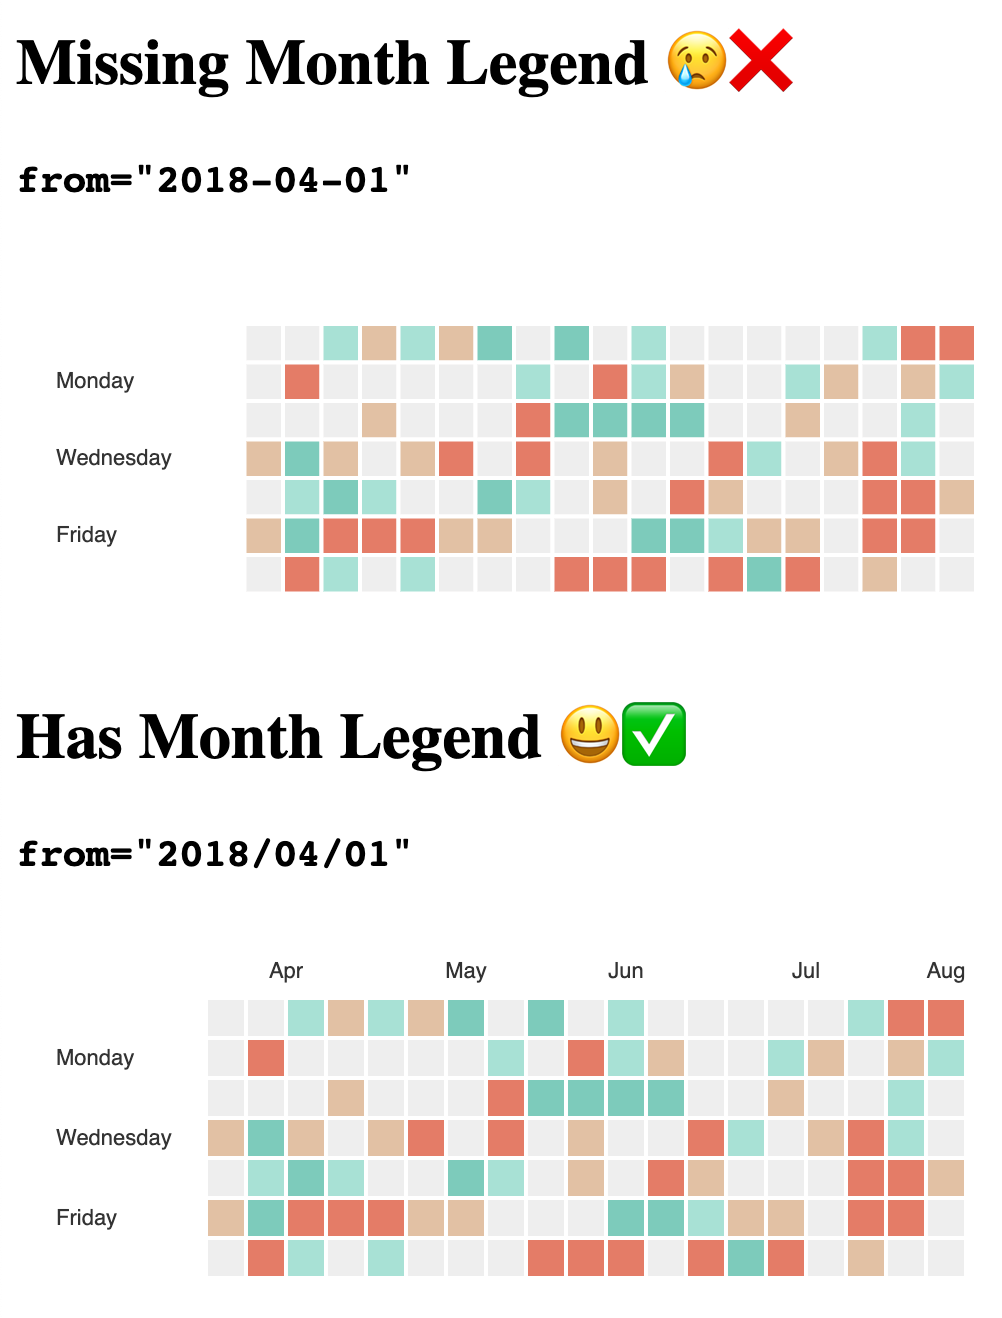 Missing Month Legend 😢❌
from="2018-04-01"
Monday
Wednesday
Friday
Has Month Legend 😃✅
from="2018/04/01"
Apr May Jun Jul Aug
Monday
Wednesday
Friday